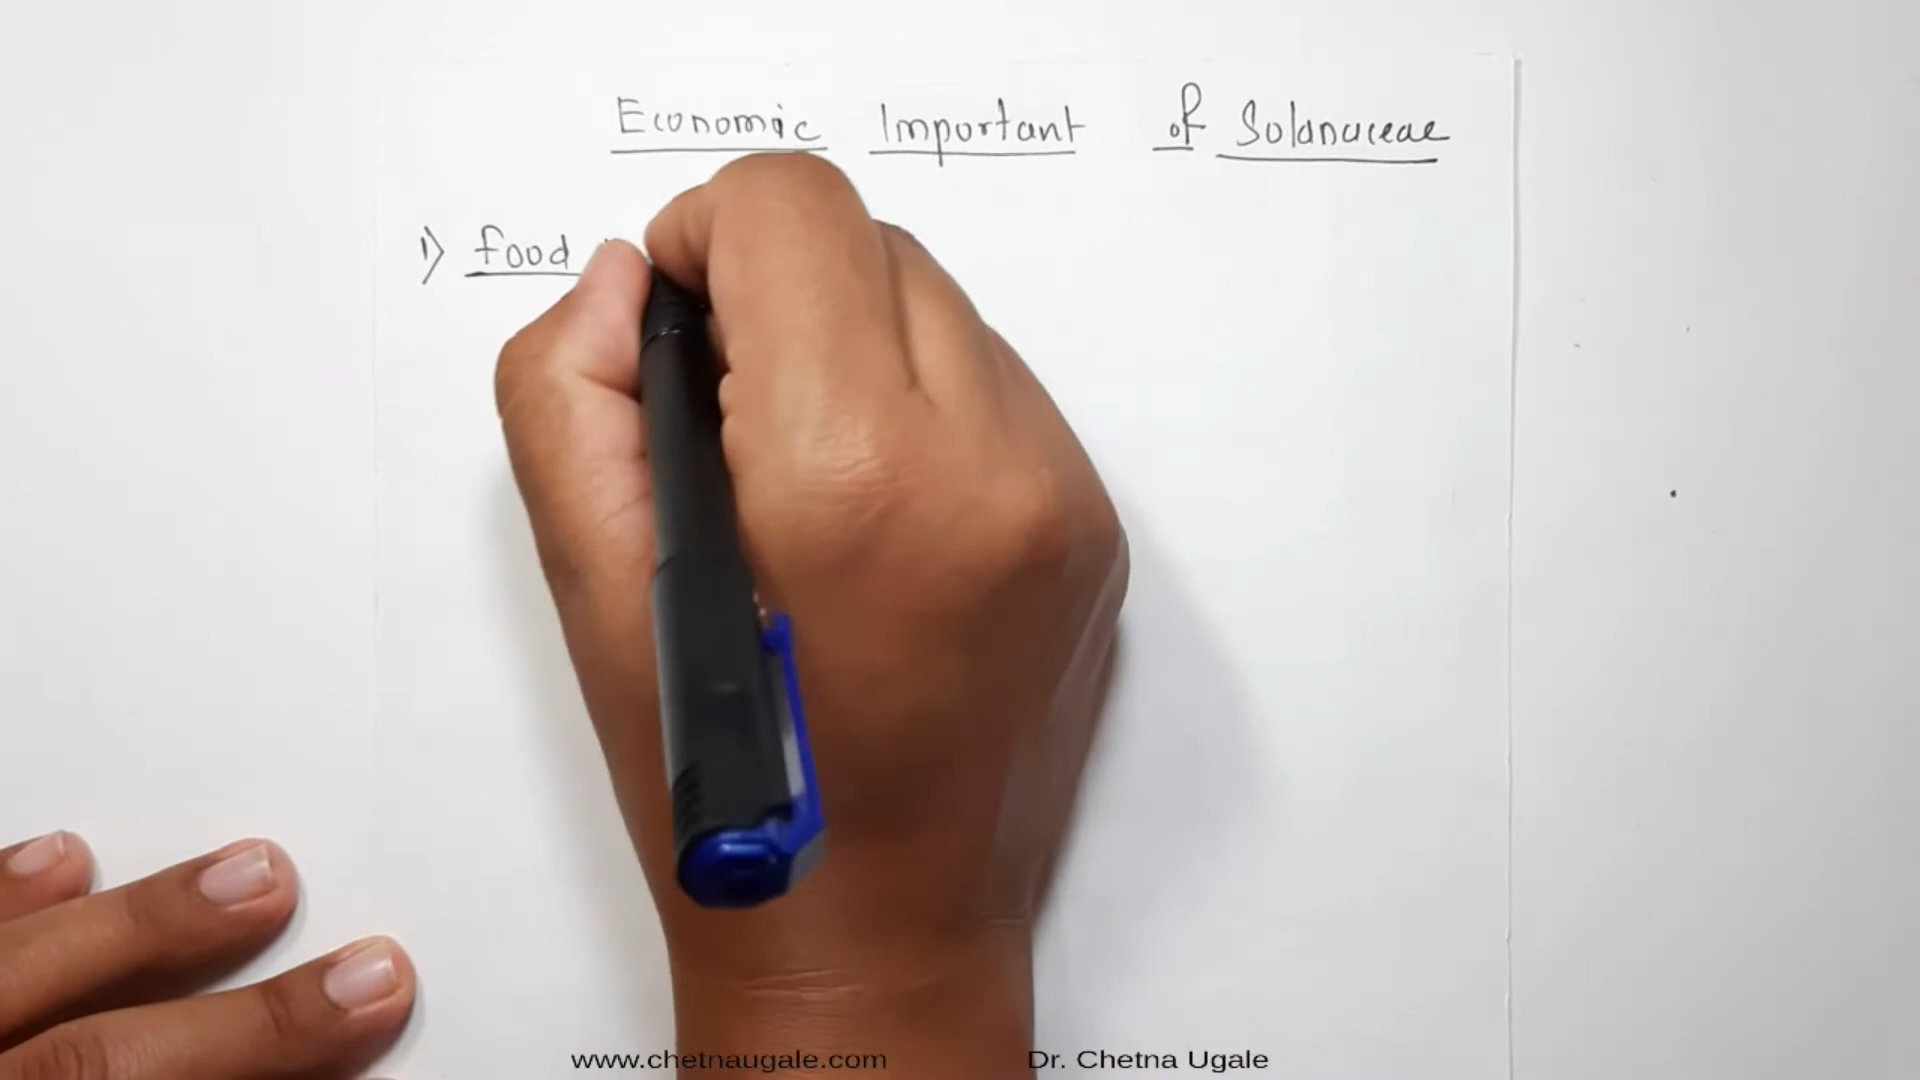 Economic Important of Solanaceae
1) food
www.chetnaugale.com Dr. Chetna Ugale